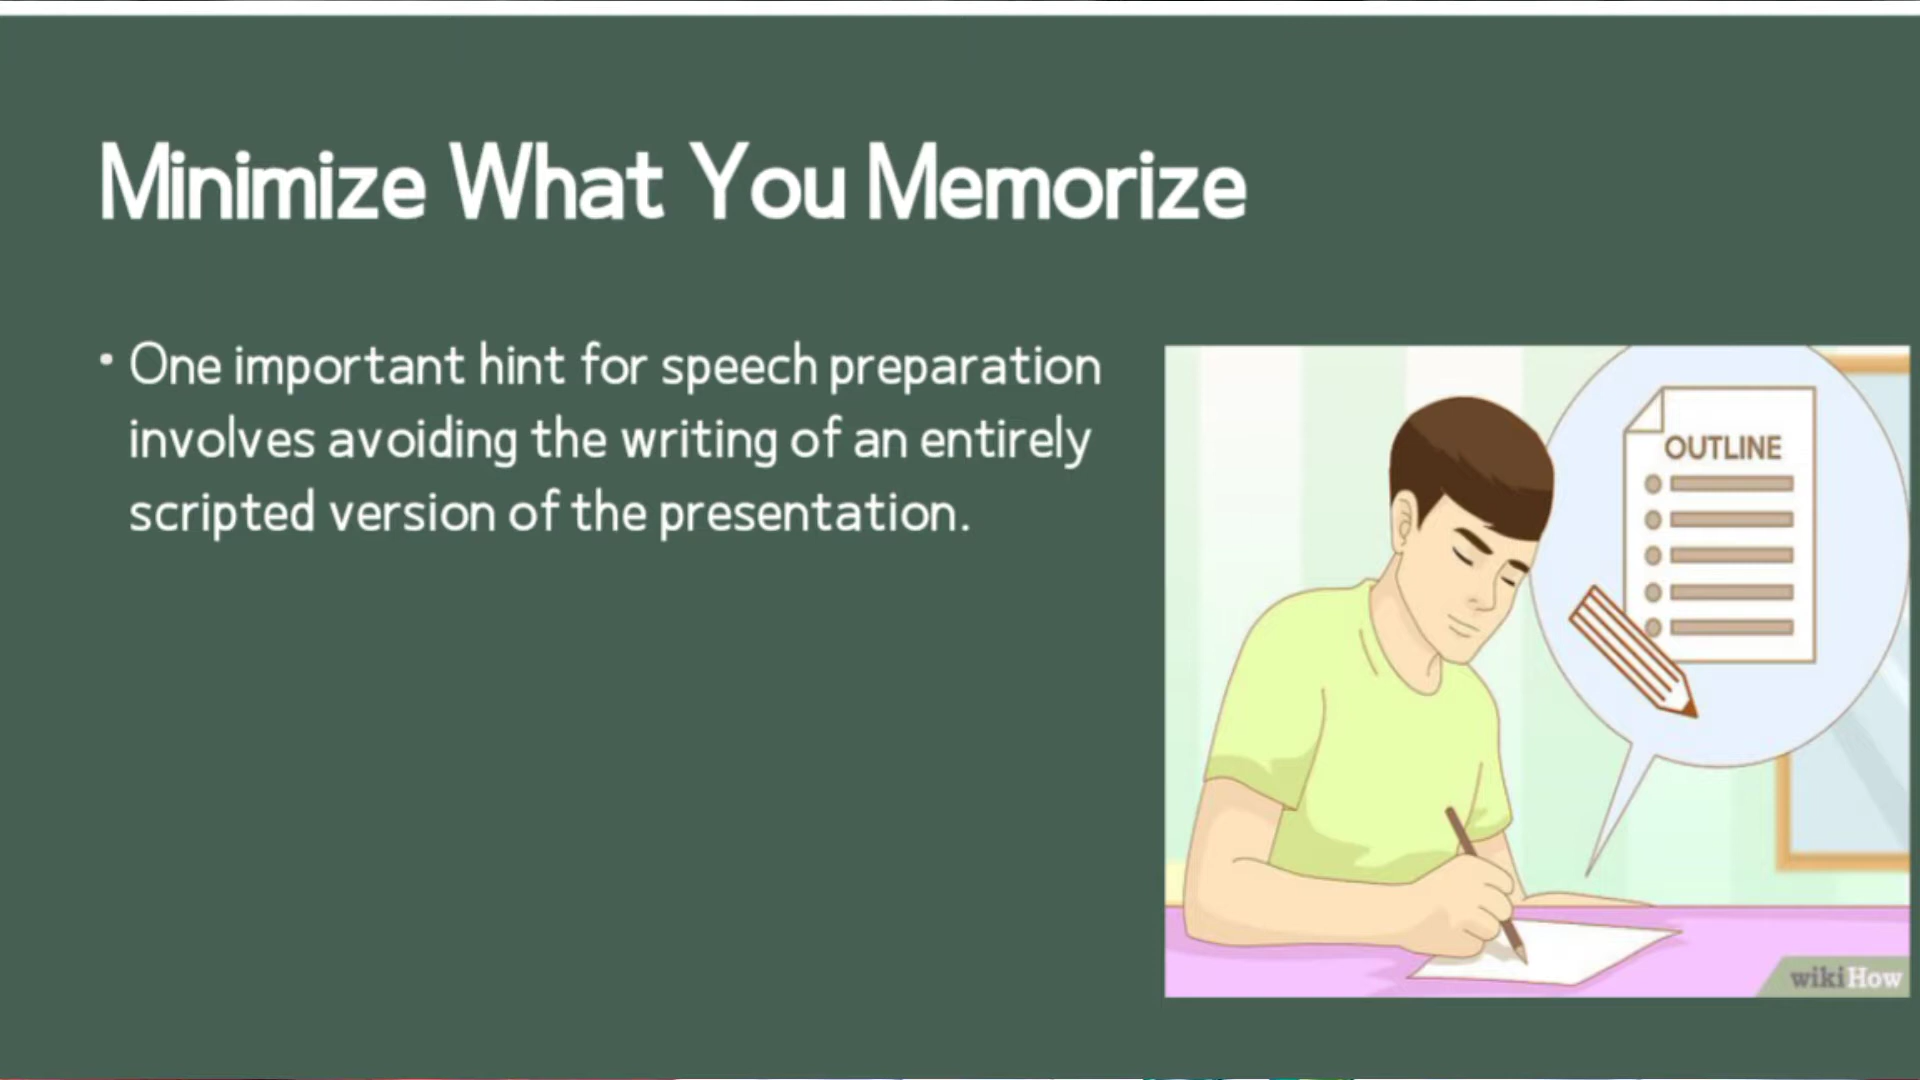 Minimize What You Memorize
• One important hint for speech preparation
involves avoiding the writing of an entirely
scripted version of the presentation.
OUTLINE
wikiHow